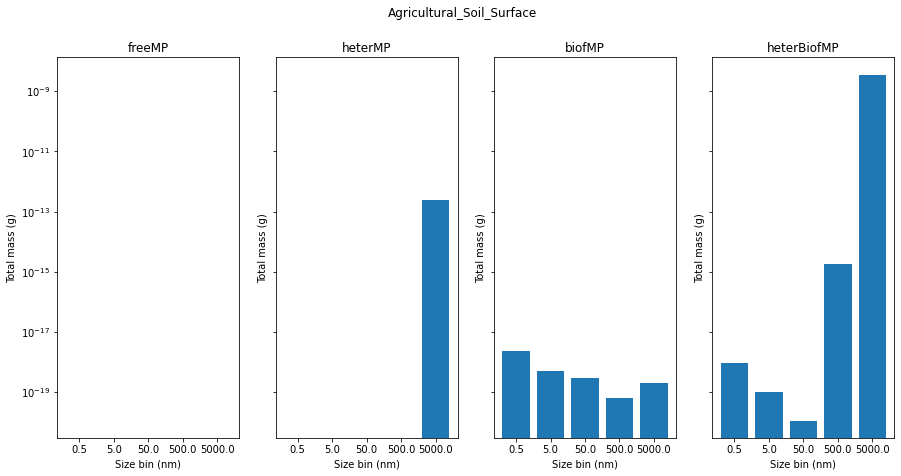 Agricultural_Soil_Surface
freeMP
heterMP
biofMP
heterBiofMP
Total mass (g)
10⁻⁹
10⁻¹¹
10⁻¹³
10⁻¹⁵
10⁻¹⁷
10⁻¹⁹
Total mass (g)
Total mass (g)
Total mass (g)
0.5 5.0 50.0 500.0 5000.0
0.5 5.0 50.0 500.0 5000.0
0.5 5.0 50.0 500.0 5000.0
0.5 5.0 50.0 500.0 5000.0
Size bin (nm)
Size bin (nm)
Size bin (nm)
Size bin (nm)